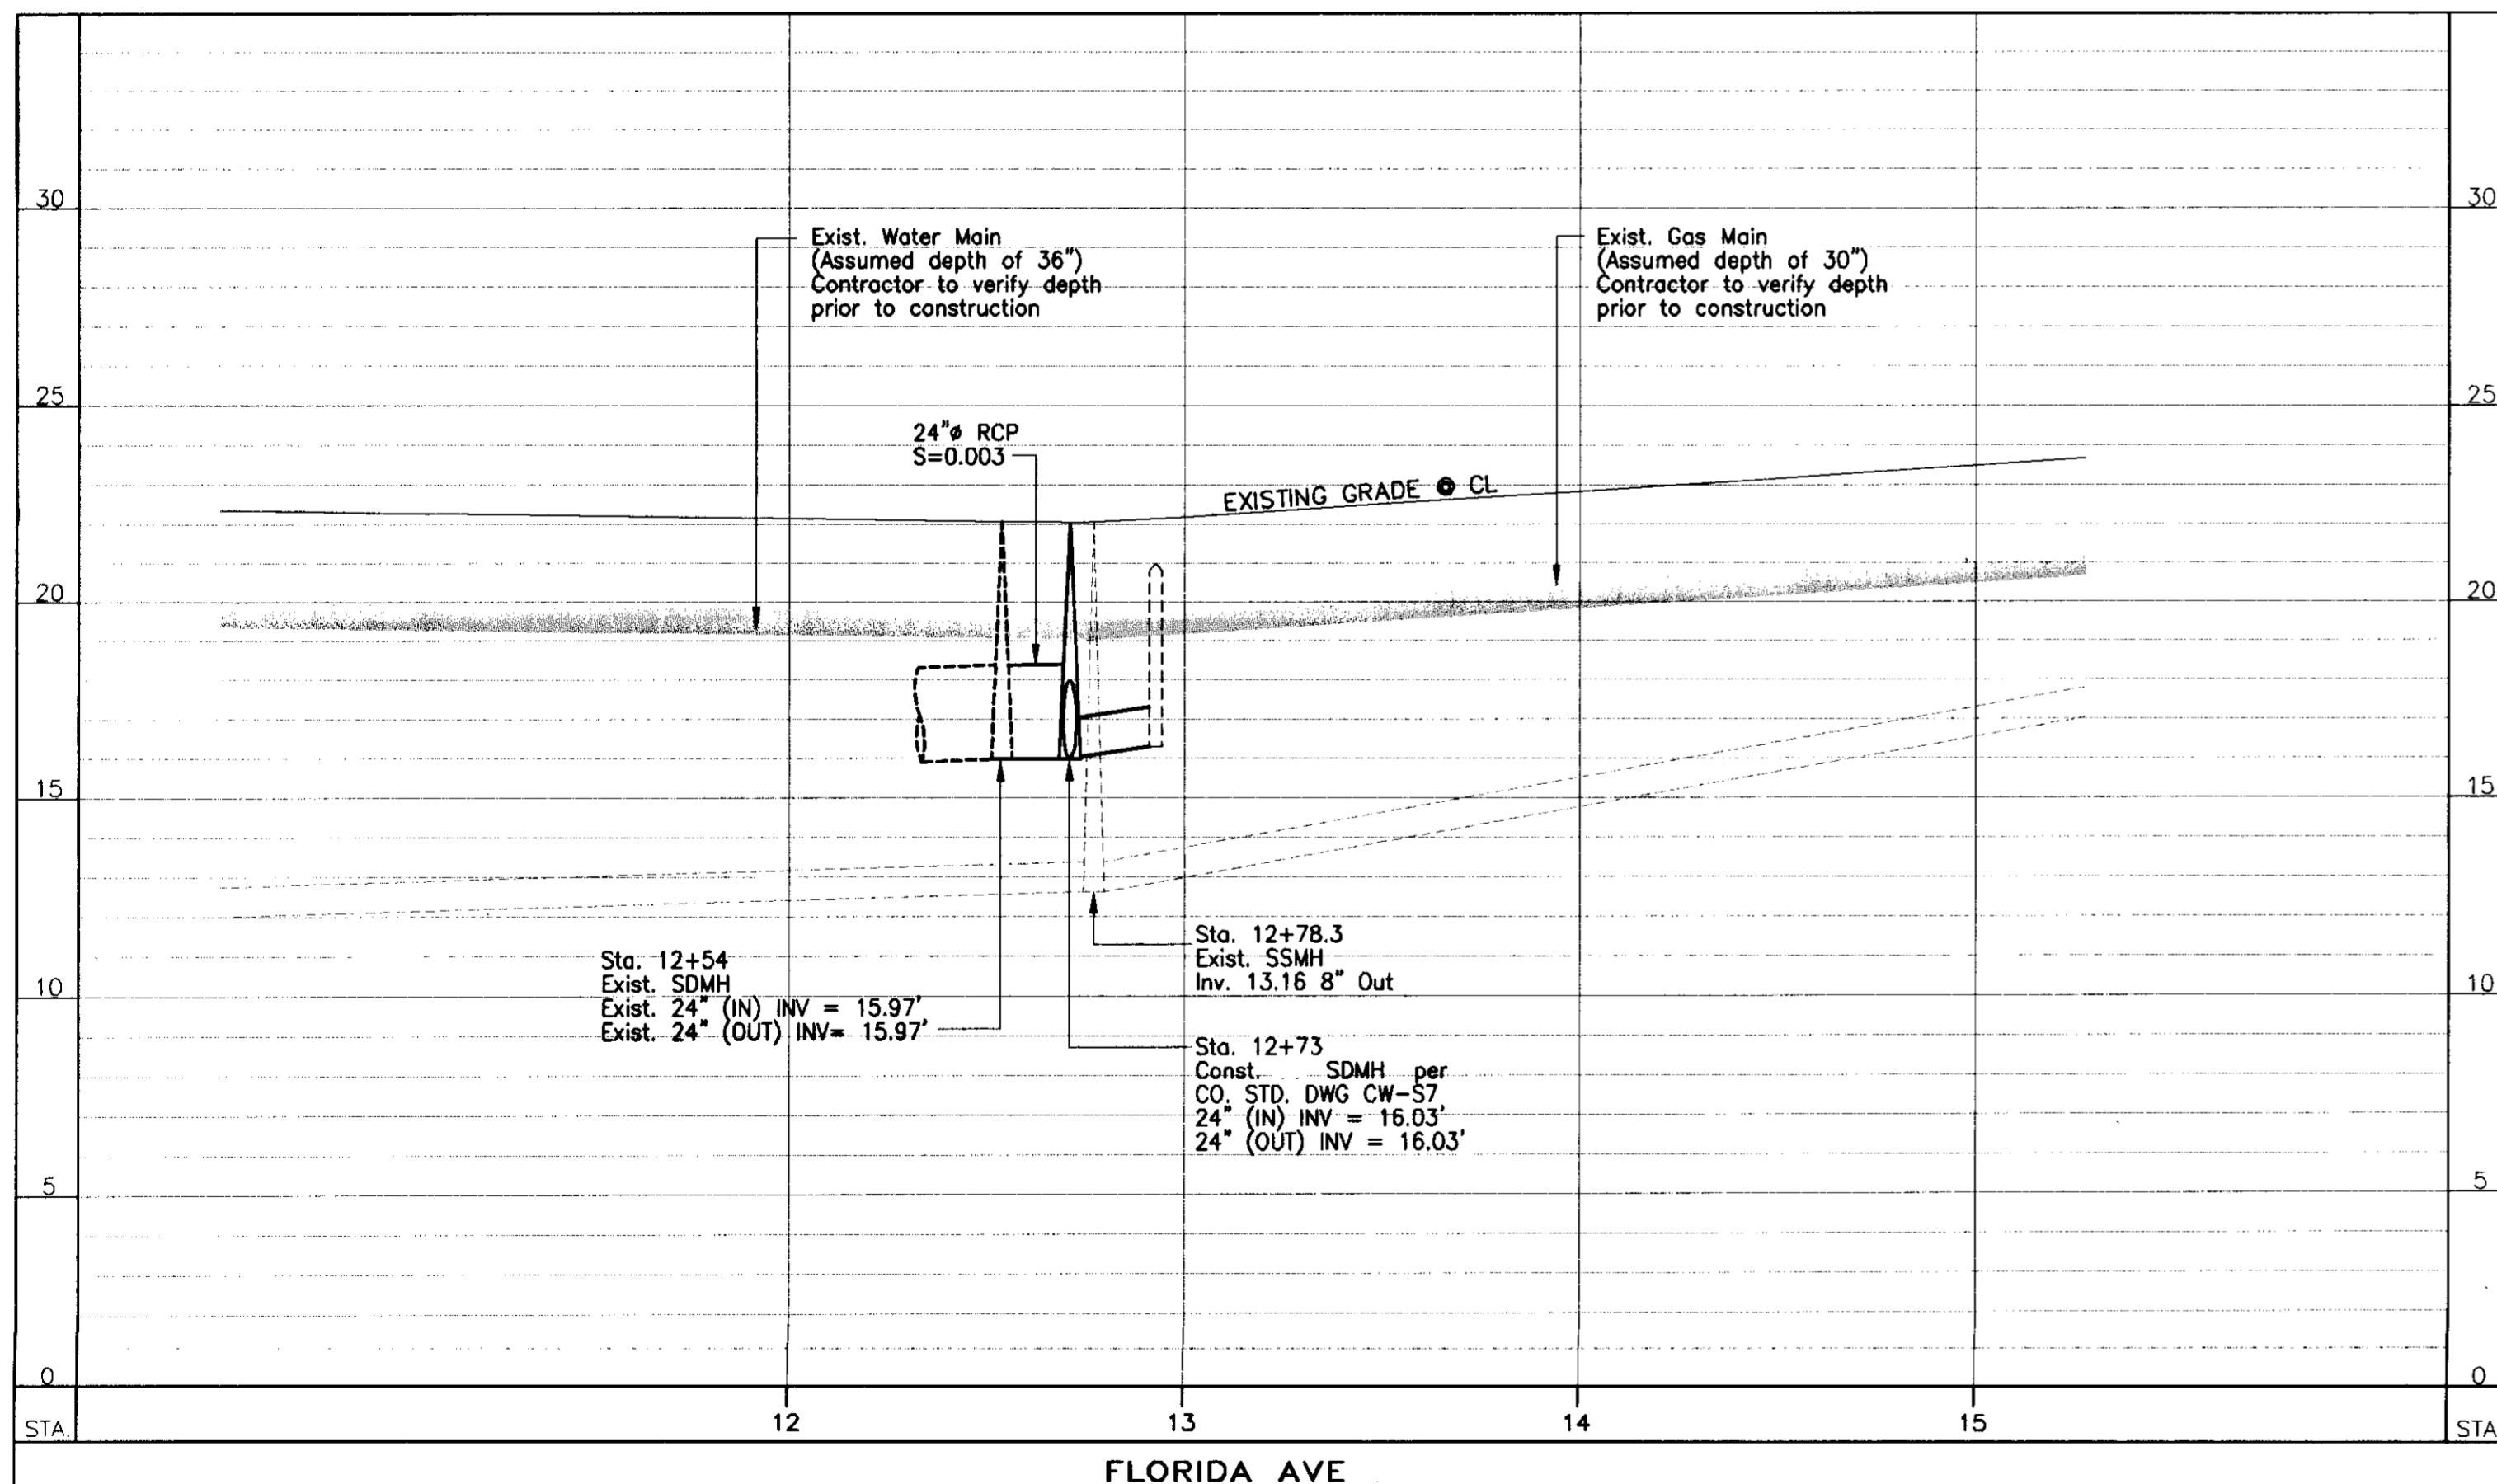 30
30
Exist. Water Main
(Assumed depth of 36")
Contractor to verify depth
prior to construction
Exist. Gas Main
(Assumed depth of 30")
Contractor to verify depth
prior to construction
25
25
24"ø RCP
S=0.003
EXISTING GRADE @ CL
20
20
15
15
Sta. 12+54
Exist. SDMH
Exist. 24" (IN) INV = 15.97'
Exist. 24" (OUT) INV= 15.97'
Sta. 12+78.3
Exist. SSMH
Inv. 13.16 8" Out
10
10
Sta. 12+73
Const. SDMH per
CO. STD. DWG CW-S7
24" (IN) INV = 16.03'
24" (OUT) INV = 16.03'
5
5
0
0
STA.
12
13
14
15
STA
FLORIDA AVE